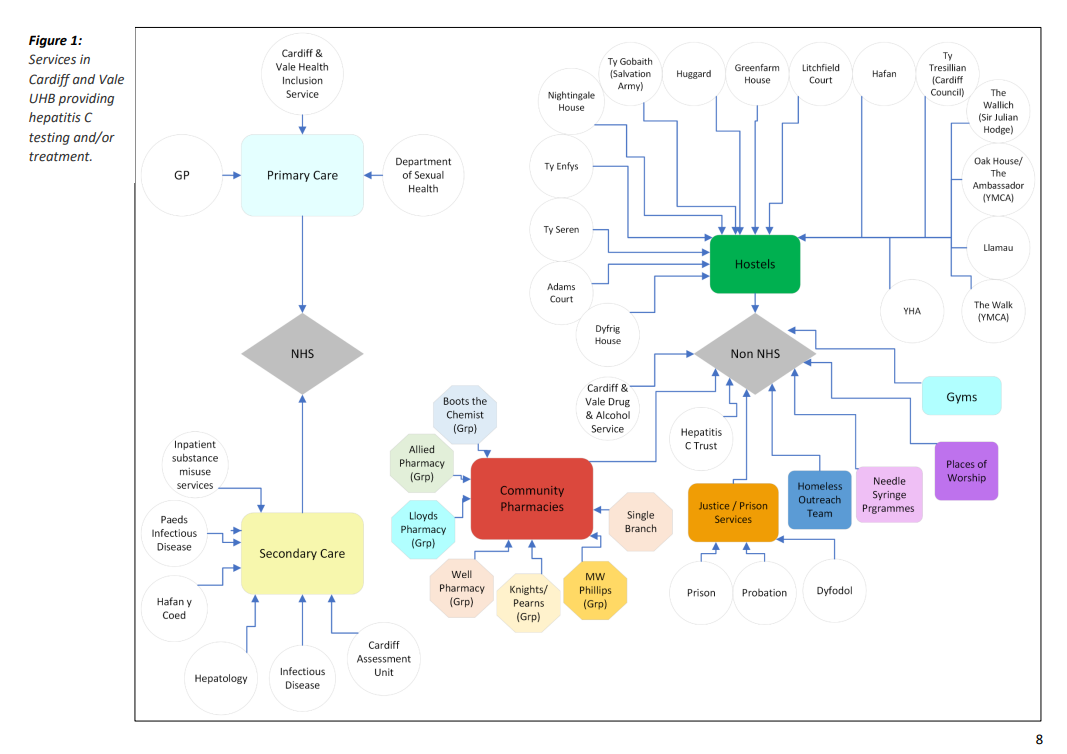 Figure 1:
Services in
Cardiff and Vale
UHB providing
hepatitis C
testing and/or
treatment.
Cardiff &
Vale Health
Inclusion
Service
GP
Primary Care
Department
of Sexual
Health
NHS
Inpatient
substance
misuse
services
Paeds
Infectious
Disease
Secondary Care
Hafan y
Coed
Hepatology
Infectious
Disease
Cardiff
Assessment
Unit
Nightingale
House
Ty Gobaith
(Salvation
Army)
Huggard
Greenfarm
House
Litchfield
Court
Hafan
Ty
Tresillian
(Cardiff
Council)
The
Wallich
(Sir Julian
Hodge)
Ty Enfys
Oak House/
The
Ambassador
(YMCA)
Ty Seren
Hostels
Llamau
Adams
Court
Dyfrig
House
YHA
The Walk
(YMCA)
Non NHS
Cardiff &
Vale Drug
& Alcohol
Service
Hepatitis
C Trust
Gyms
Places of
Worship
Needle
Syringe
Prgrammes
Homeless
Outreach
Team
Justice / Prison
Services
Prison
Probation
Dyfodol
Boots the
Chemist
(Grp)
Allied
Pharmacy
(Grp)
Lloyds
Pharmacy
(Grp)
Community
Pharmacies
Single
Branch
Well
Pharmacy
(Grp)
Knights/
Pearns
(Grp)
MW
Phillips
(Grp)
8